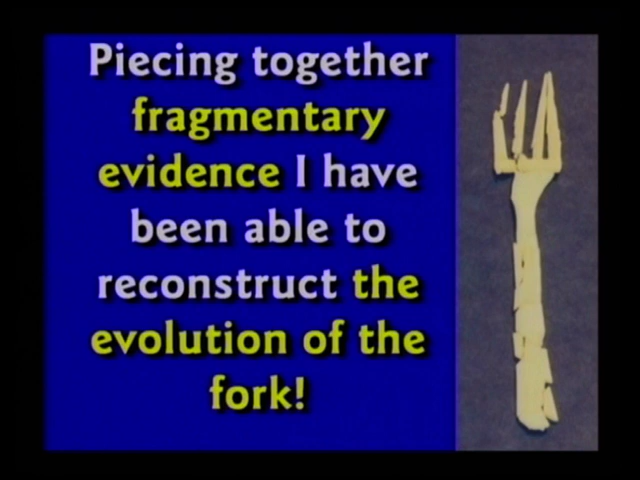 Piecing together
fragmentary
evidence I have
been able to
reconstruct the
evolution of the
fork!